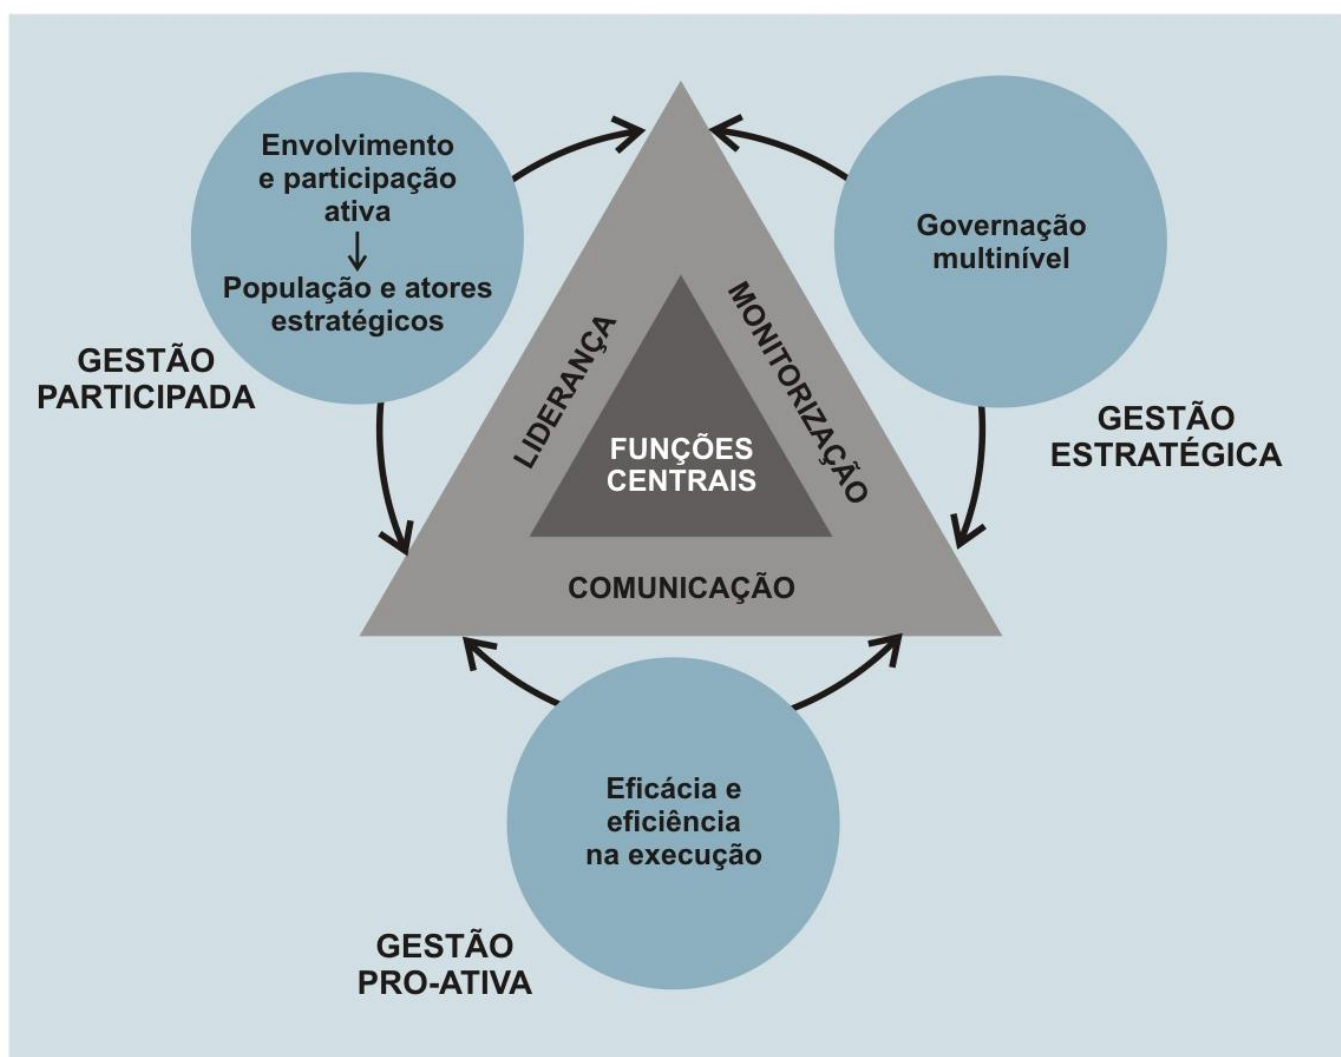 Envolvimento
e participação
ativa
População e atores
estratégicos
GESTÃO
PARTICIPADA
Governação
multinível
GESTÃO
ESTRATÉGICA
LIDERANÇA
MONITORIZAÇÃO
FUNÇÕES
CENTRAIS
COMUNICAÇÃO
Eficácia e
eficiência
na execução
GESTÃO
PRO-ATIVA